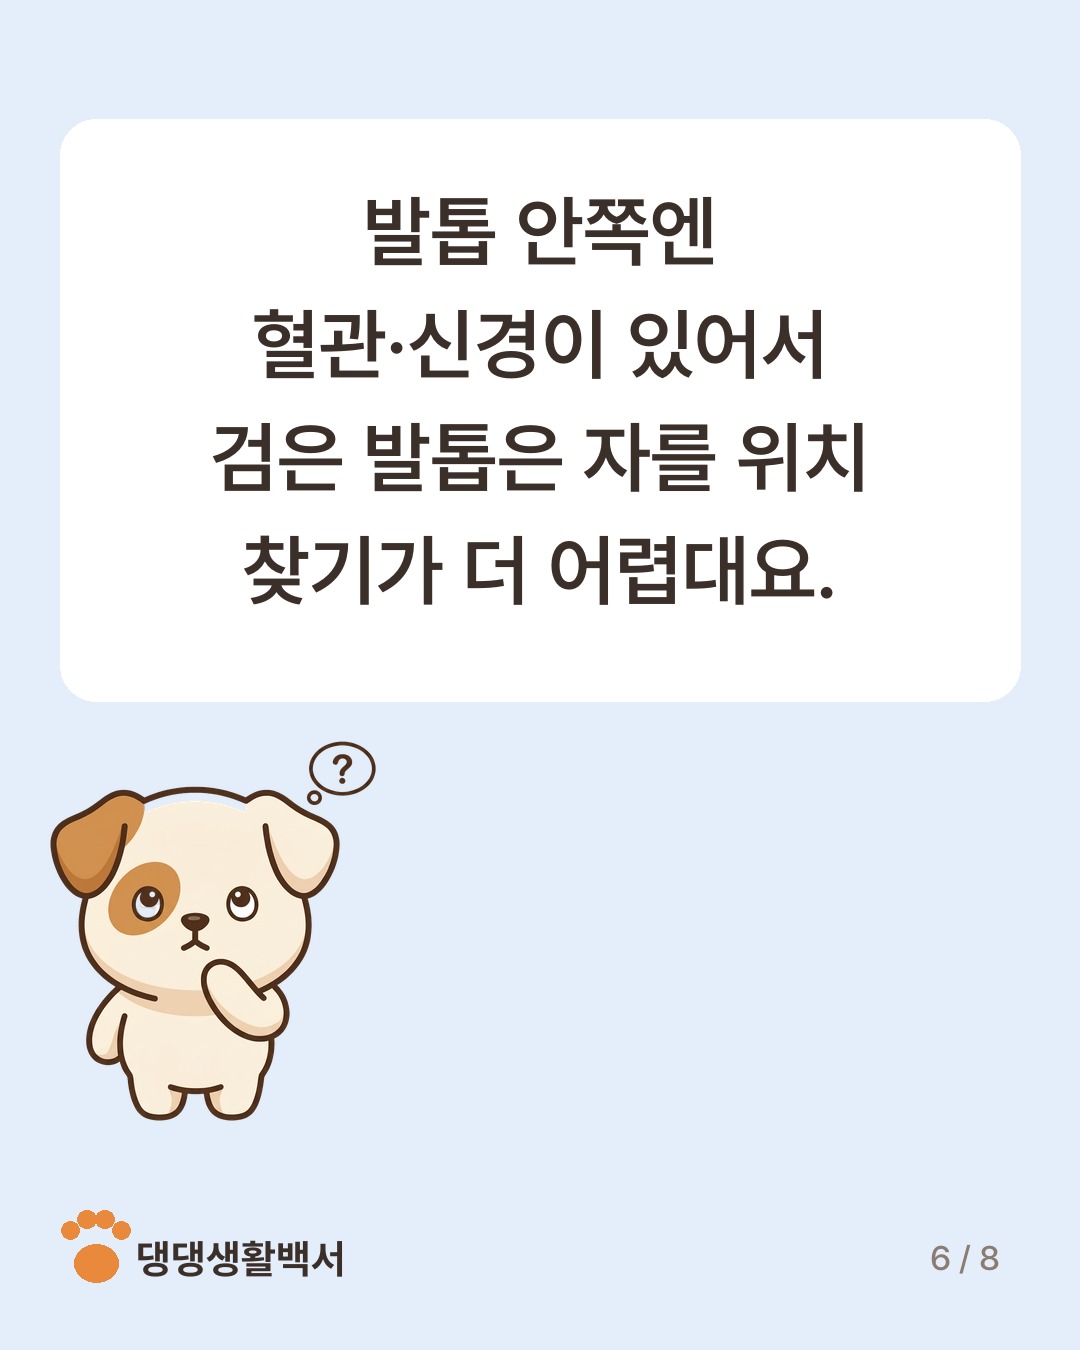 발톱 안쪽엔
혈관·신경이 있어서
검은 발톱은 자를 위치
찾기가 더 어렵대요.
?
댕댕생활백서
6 / 8